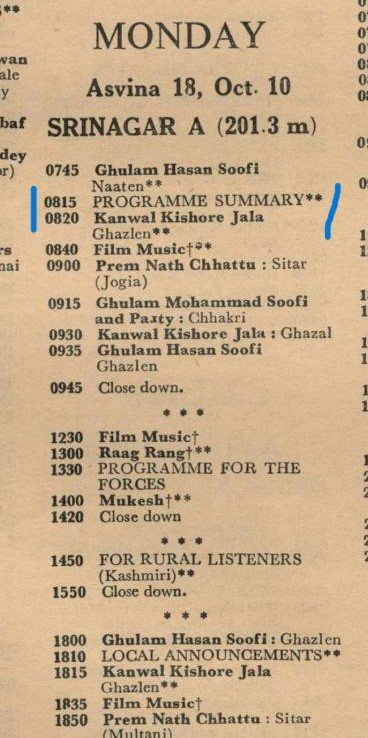 MONDAY
Asvina 18, Oct. 10
SRINAGAR A (201.3 m)
0745 Ghulam Hasan Soofi
Naaten**
0815 PROGRAMME SUMMARY**
0820 Kanwal Kishore Jala
Ghazlen**
0840 Film Music†**
0900 Prem Nath Chhattu : Sitar
(Jogia)
0915 Ghulam Mohammad Soofi
and Party : Chhakri
0930 Kanwal Kishore Jala : Ghazal
0935 Ghulam Hasan Soofi
Ghazlen
0945 Close down.
* * *
1230 Film Music†
1300 Raag Rang†**
1330 PROGRAMME FOR THE
FORCES
1400 Mukesh†**
1420 Close down
* * *
1450 FOR RURAL LISTENERS
(Kashmiri)**
1550 Close down.
* * *
1800 Ghulam Hasan Soofi : Ghazlen
1810 LOCAL ANNOUNCEMENTS**
1815 Kanwal Kishore Jala
Ghazlen**
1835 Film Music†
1850 Prem Nath Chhattu : Sitar
(Multani)